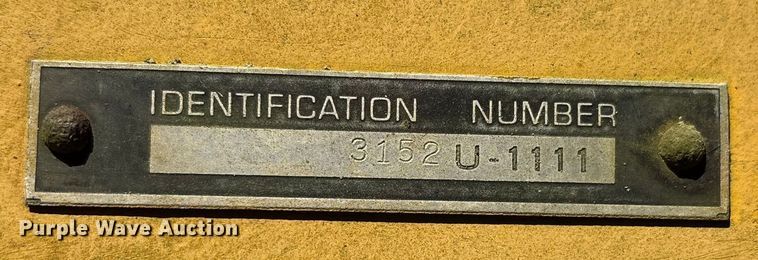 IDENTIFICATION NUMBER
3152 U-1111
Purple Wave Auction